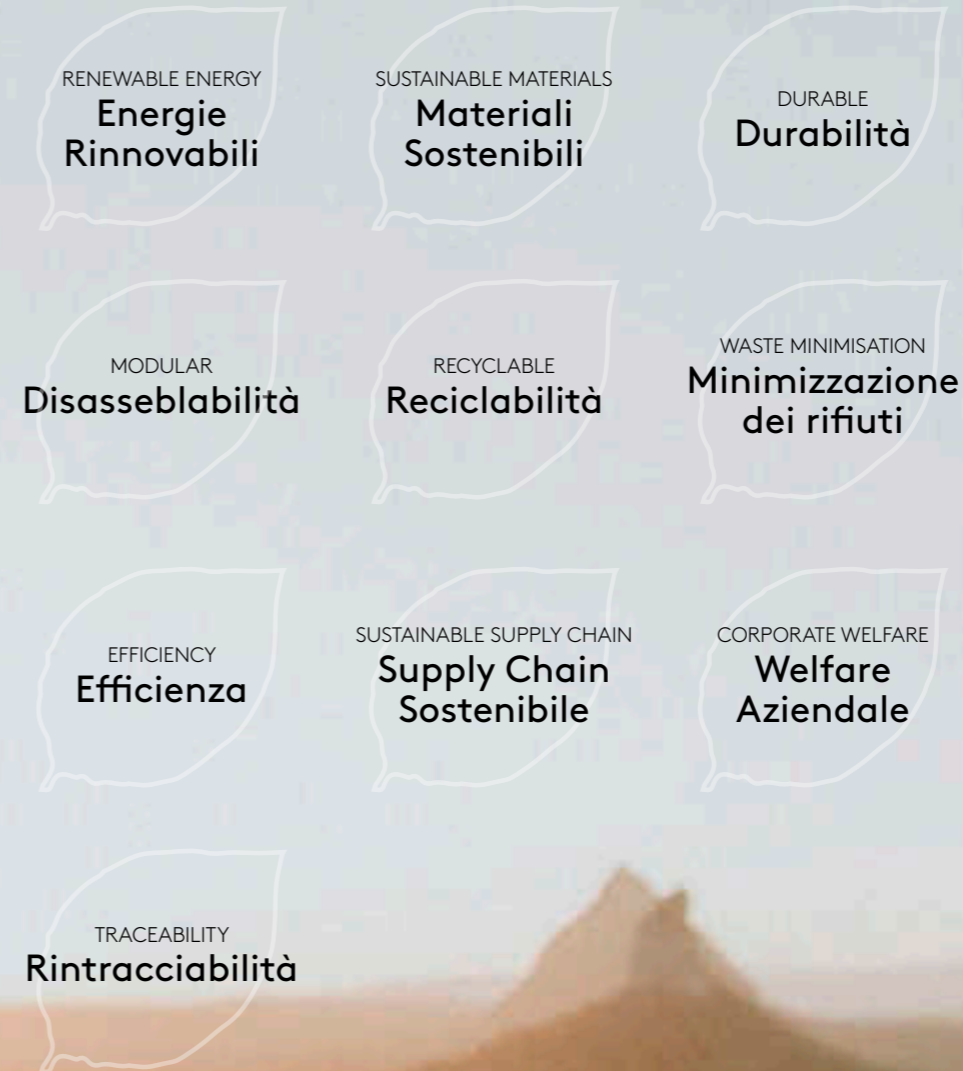 RENEWABLE ENERGY
Energie
Rinnovabili
SUSTAINABLE MATERIALS
Materiali
Sostenibili
DURABLE
Durabilità
MODULAR
Disasseblabilità
RECYCLABLE
Reciclabilità
WASTE MINIMISATION
Minimizzazione
dei rifiuti
EFFICIENCY
Efficienza
SUSTAINABLE SUPPLY CHAIN
Supply Chain
Sostenibile
CORPORATE WELFARE
Welfare
Aziendale
TRACEABILITY
Rintracciabilità